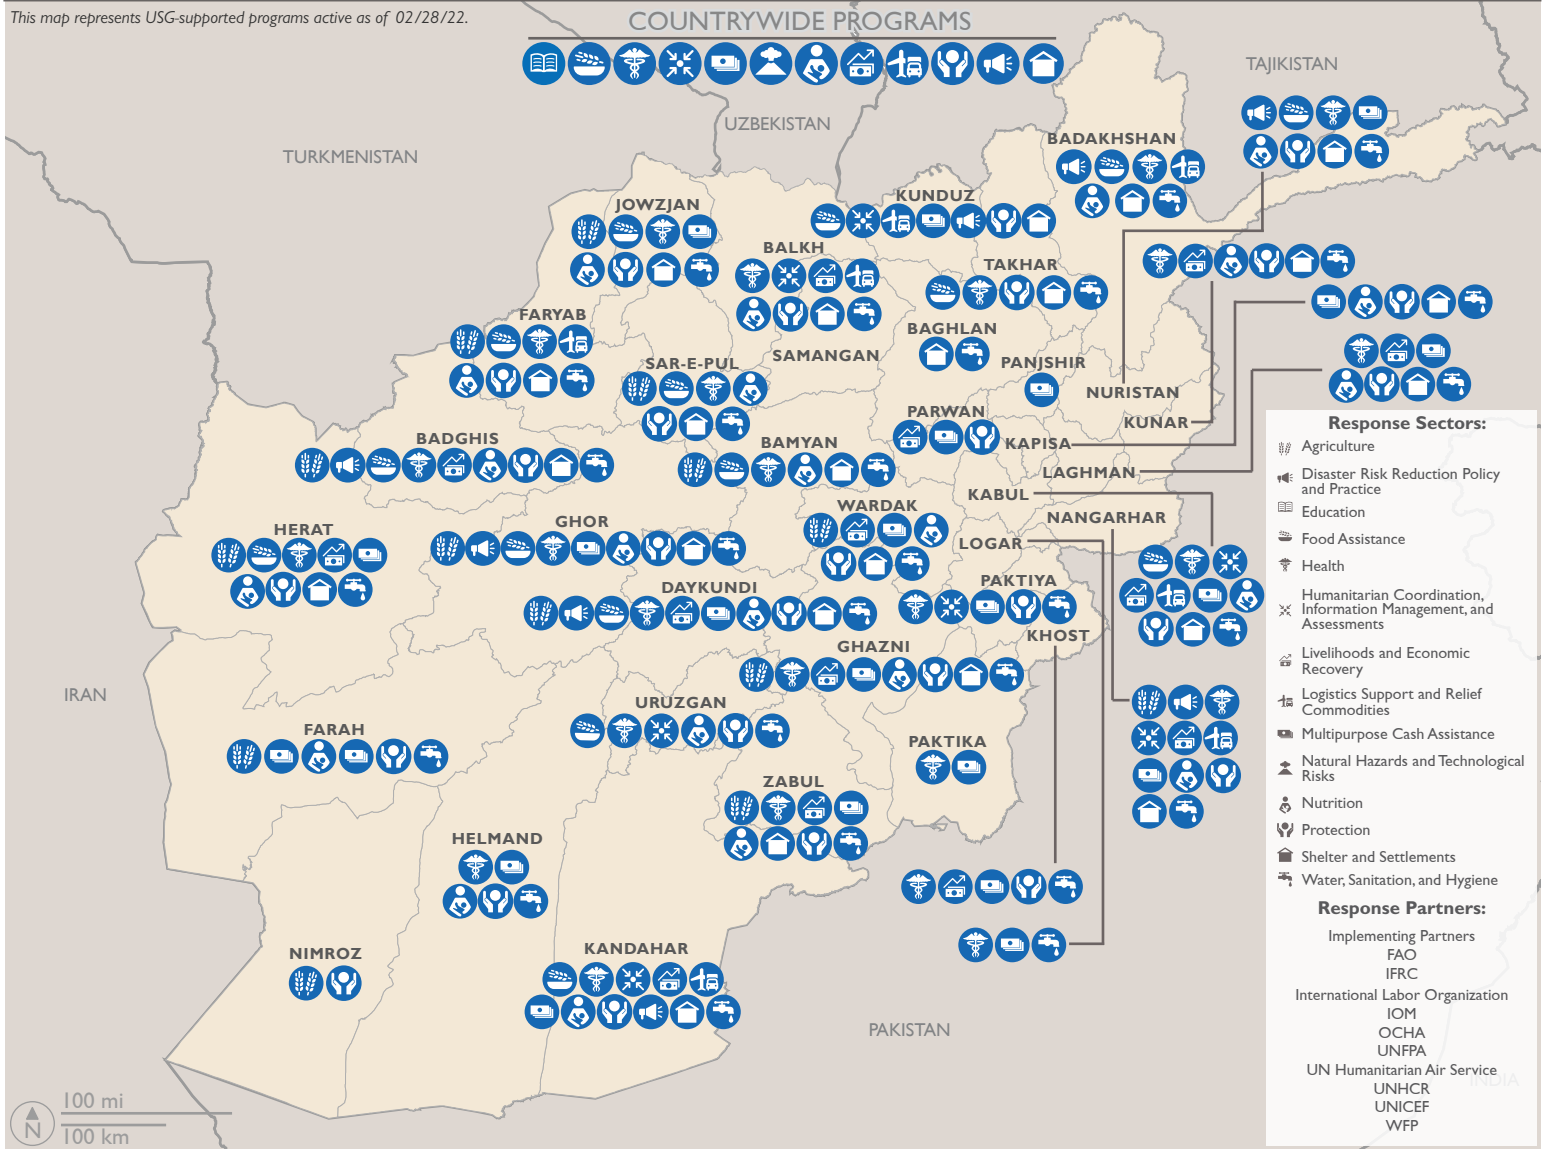 This map represents USG-supported programs active as of 02/28/22.
COUNTRYWIDE PROGRAMS
TAJIKISTAN
UZBEKISTAN
TURKMENISTAN
BADAKHSHAN
KUNDUZ
JOWZJAN
BALKH
TAKHAR
FARYAB
BAGHLAN
SAMANGAN
SAR-E-PUL
PANJSHIR
NURISTAN
PARWAN
KUNAR
BADGHIS
BAMYAN
KAPISA
LAGHMAN
KABUL
WARDAK
NANGARHAR
HERAT
GHOR
LOGAR
DAYKUNDI
PAKTIYA
KHOST
GHAZNI
IRAN
URUZGAN
FARAH
PAKTIKA
ZABUL
HELMAND
NIMROZ
KANDAHAR
PAKISTAN
INDIA
100 mi
N
100 km
Response Sectors:
Agriculture
Disaster Risk Reduction Policy
and Practice
Education
Food Assistance
Health
Humanitarian Coordination,
Information Management, and
Assessments
Livelihoods and Economic
Recovery
Logistics Support and Relief
Commodities
Multipurpose Cash Assistance
Natural Hazards and Technological
Risks
Nutrition
Protection
Shelter and Settlements
Water, Sanitation, and Hygiene
Response Partners:
Implementing Partners
FAO
IFRC
International Labor Organization
IOM
OCHA
UNFPA
UN Humanitarian Air Service
UNHCR
UNICEF
WFP